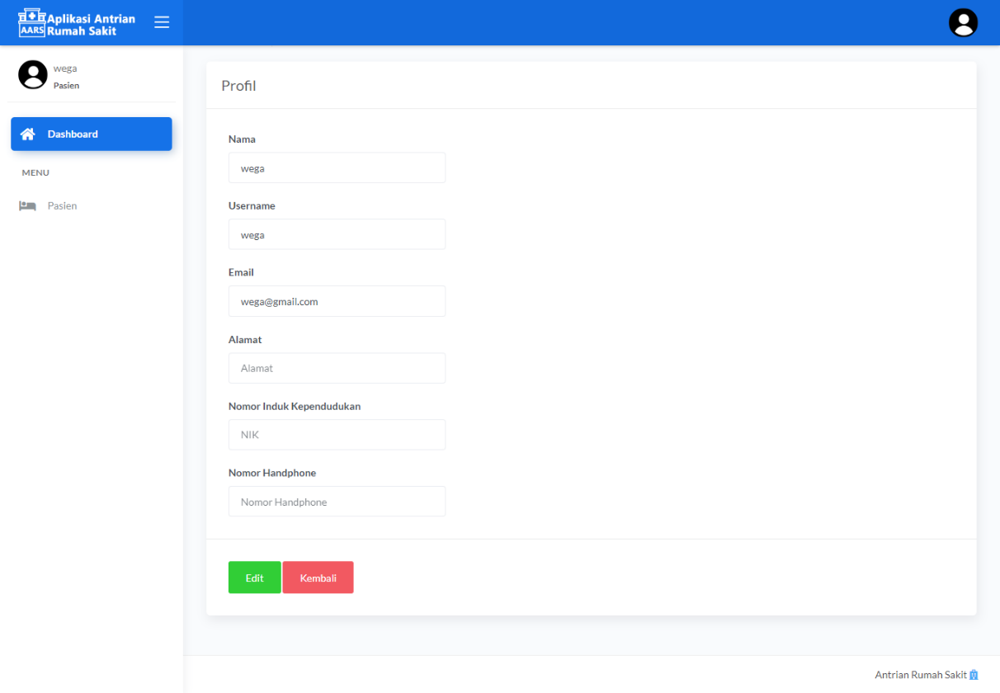 Aplikasi Antrian
AARS Rumah Sakit
wega
Pasien
Dashboard
MENU
Pasien
Profil
Nama
wega
Username
wega
Email
wega@gmail.com
Alamat
Alamat
Nomor Induk Kependudukan
NIK
Nomor Handphone
Nomor Handphone
Edit Kembali
Antrian Rumah Sakit